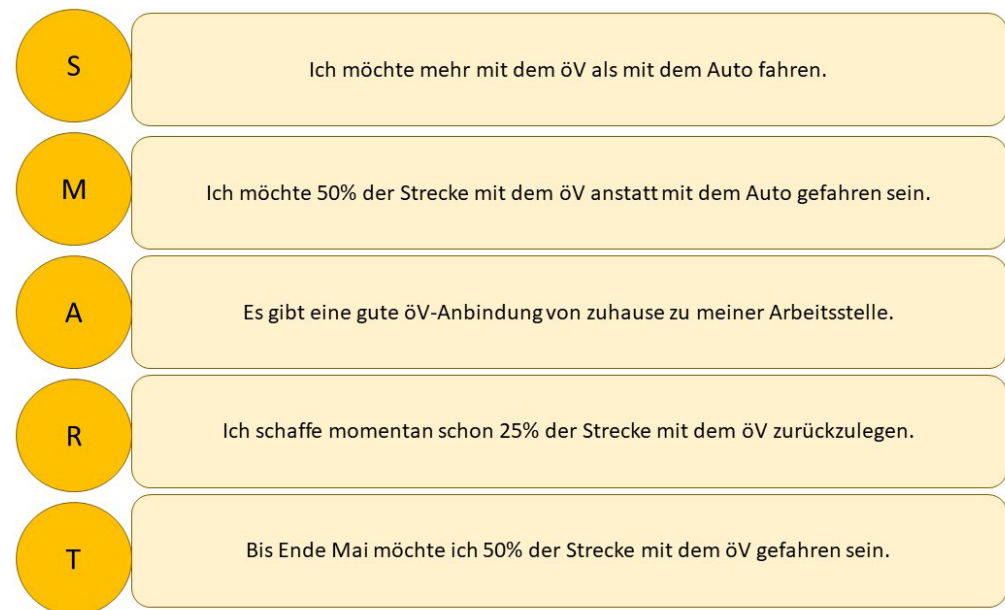 S
Ich möchte mehr mit dem öV als mit dem Auto fahren.
M
Ich möchte 50% der Strecke mit dem öV anstatt mit dem Auto gefahren sein.
A
Es gibt eine gute öV-Anbindung von zuhause zu meiner Arbeitsstelle.
R
Ich schaffe momentan schon 25% der Strecke mit dem öV zurückzulegen.
T
Bis Ende Mai möchte ich 50% der Strecke mit dem öV gefahren sein.